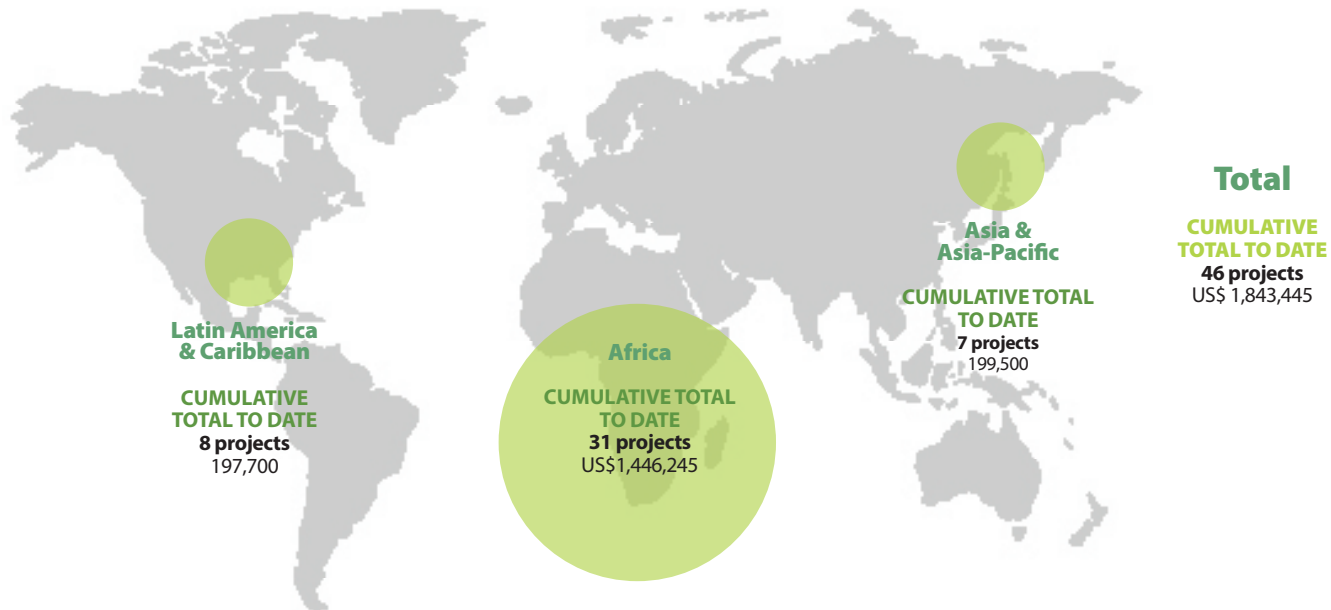 Latin America
& Caribbean
CUMULATIVE
TOTAL TO DATE
8 projects
197,700
Africa
CUMULATIVE TOTAL
TO DATE
31 projects
US$1,446,245
Asia &
Asia-Pacific
CUMULATIVE TOTAL
TO DATE
7 projects
199,500
Total
CUMULATIVE
TOTAL TO DATE
46 projects
US$ 1,843,445